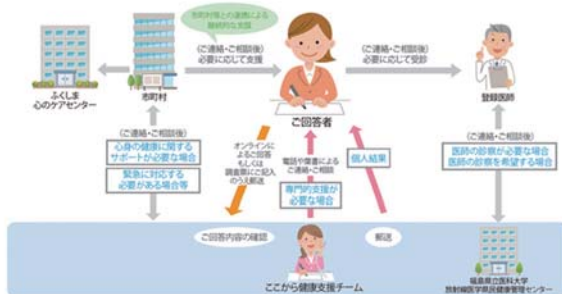 市町村等との連携による
継続的な支援
(ご連絡・ご相談後)
必要に応じて支援
(ご連絡・ご相談後)
必要に応じて受診
ふくしま
心のケアセンター
市町村
ご回答者
登録医師
(ご連絡・ご相談後)
心身の健康に関する
サポートが必要な場合
緊急に対応する
必要がある場合等
オンラインに
よるご回答
もしくは
調査票にご記入
のうえ郵送
電話や文書による
ご連絡・ご相談
専門的支援が
必要な場合
個人結果
(ご連絡・ご相談後)
医師の診察が必要な場合
医師の診察を希望する場合
ご回答内容の確認
郵送
ここから健康支援チーム
福島県立医科大学
放射線医学県民健康管理センター